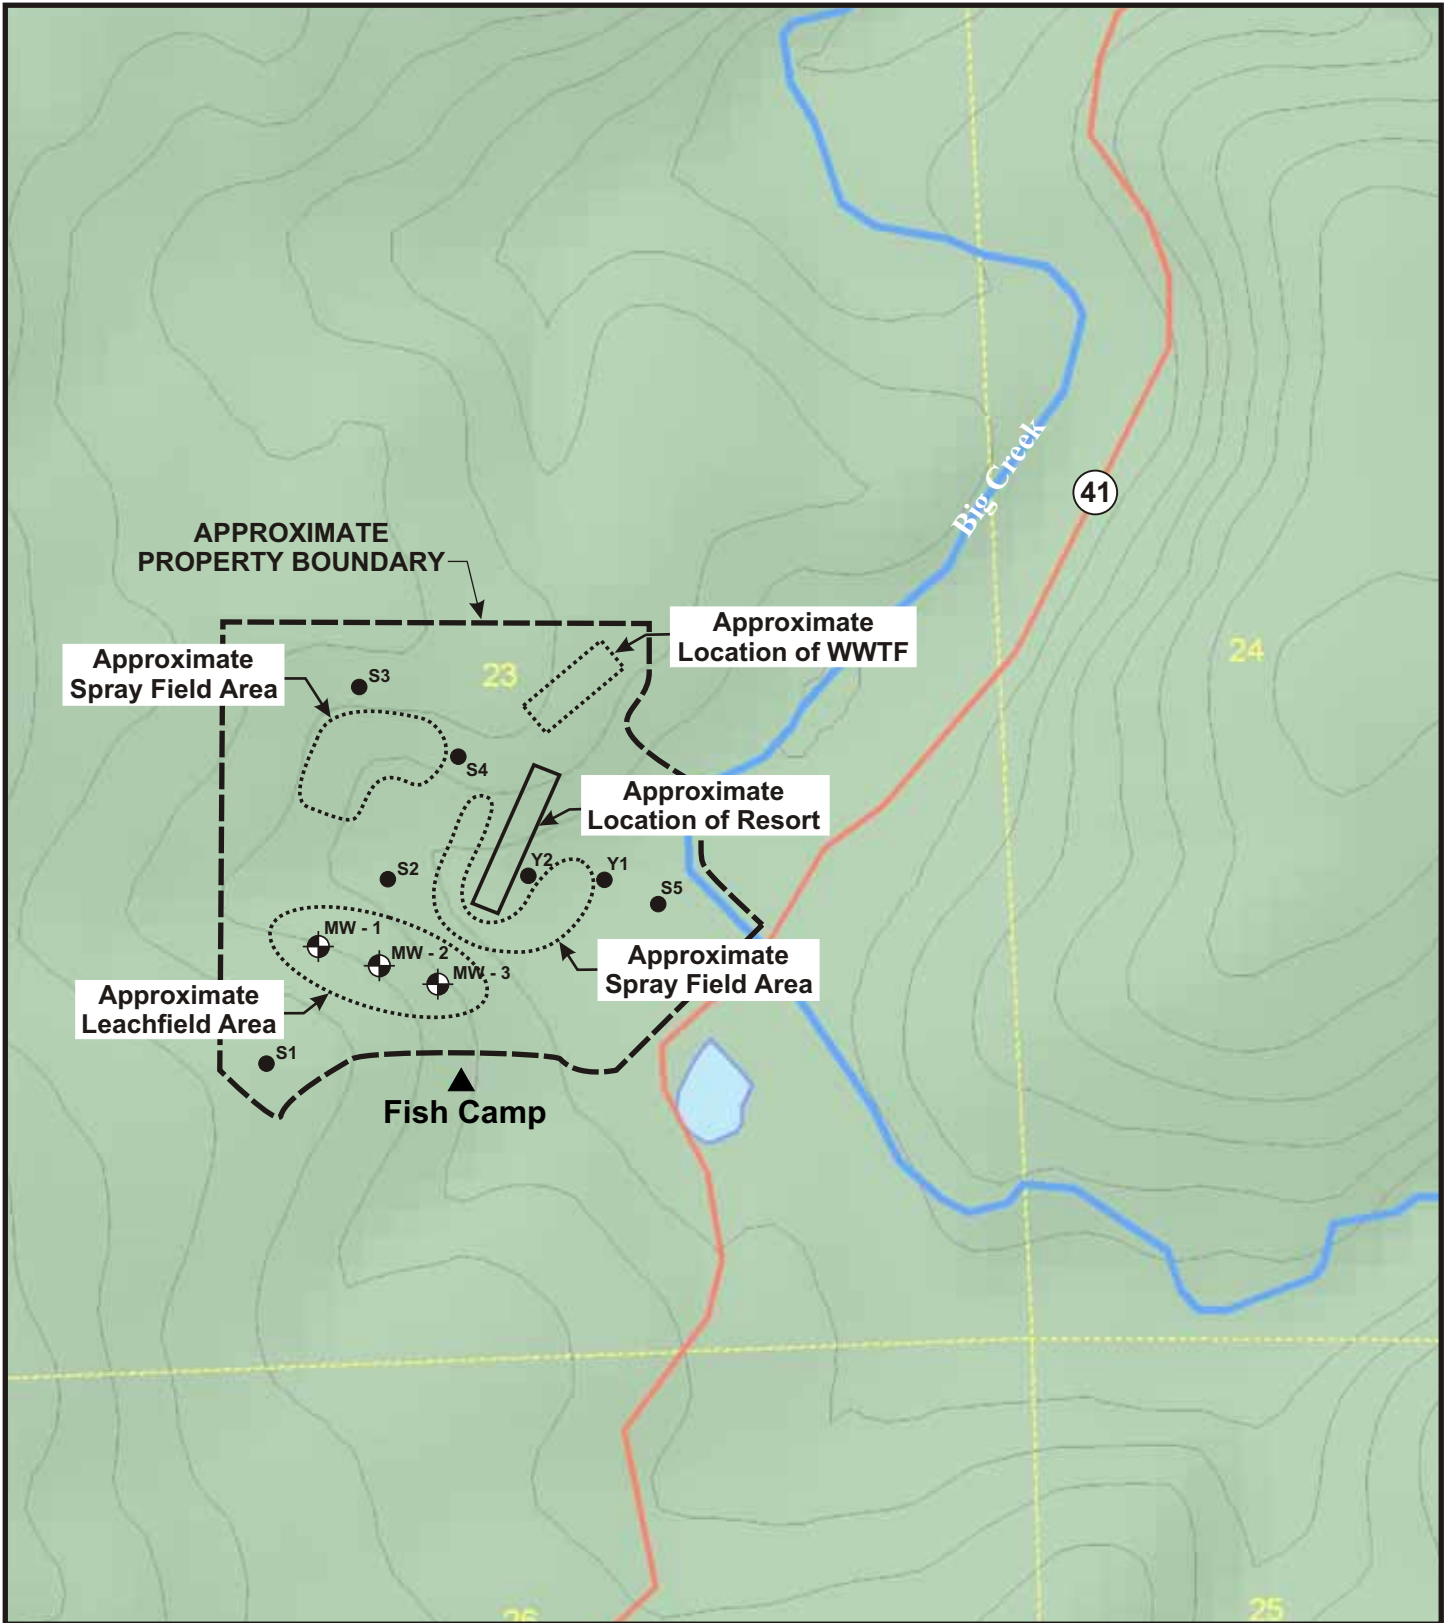 Big Creek
41
APPROXIMATE
PROPERTY BOUNDARY
Approximate
Location of WWTF
24
Approximate
Spray Field Area
S3
23
S4
Approximate
Location of Resort
S2
Y2
Y1
S5
MW - 1
MW - 2
MW - 3
Approximate
Spray Field Area
Approximate
Leachfield Area
S1
Fish Camp
26
25